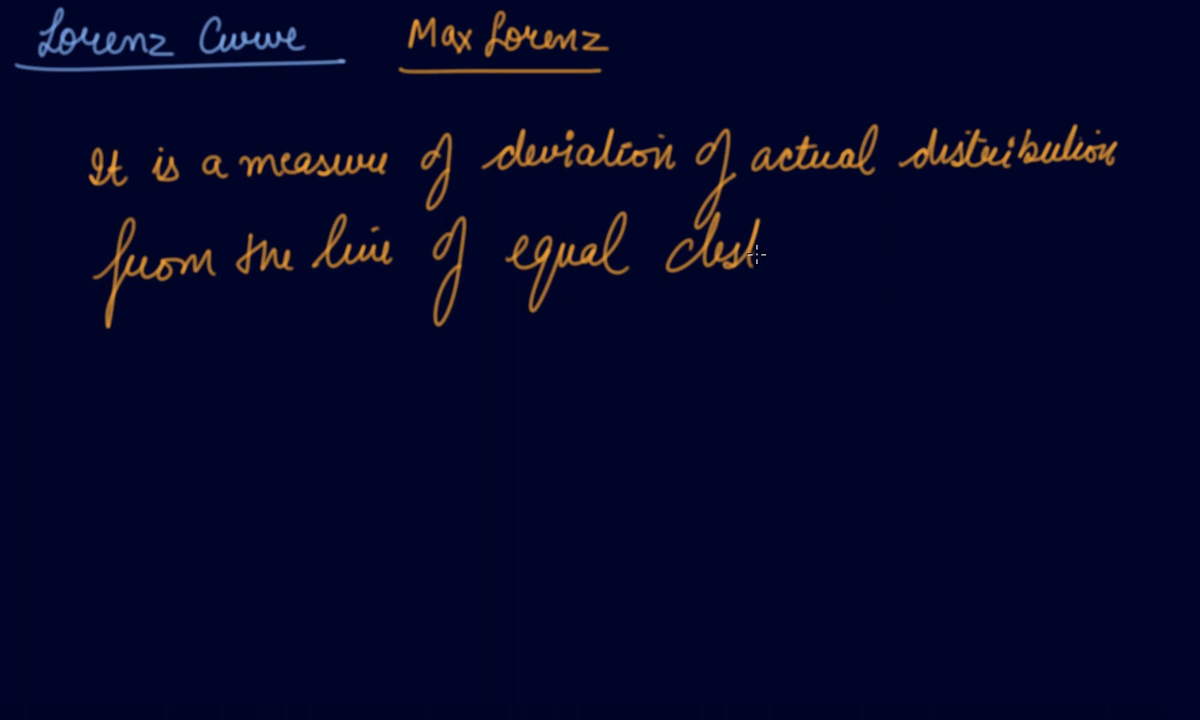 Lorenz Curve Max Lorenz
It is a measure of deviation of actual distribution
from the line of equal dist